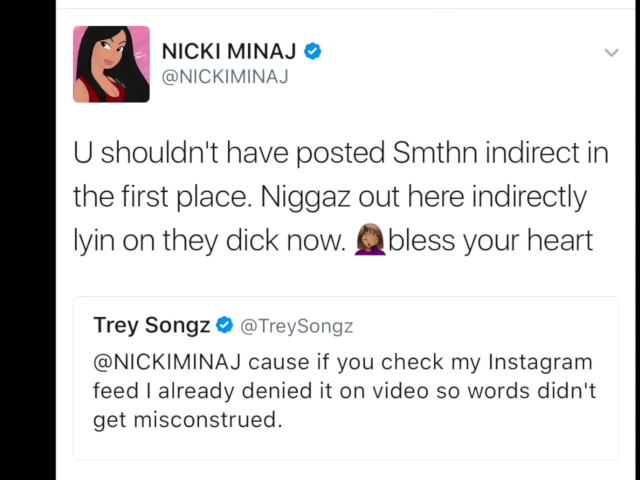 NICKI MINAJ
@NICKIMINAJ
U shouldn't have posted Smthn indirect in
the first place. Niggaz out here indirectly
lyin on they dick now. 🤦🏽‍♀️bless your heart
Trey Songz @TreySongz
@NICKIMINAJ cause if you check my Instagram
feed I already denied it on video so words didn't
get misconstrued.